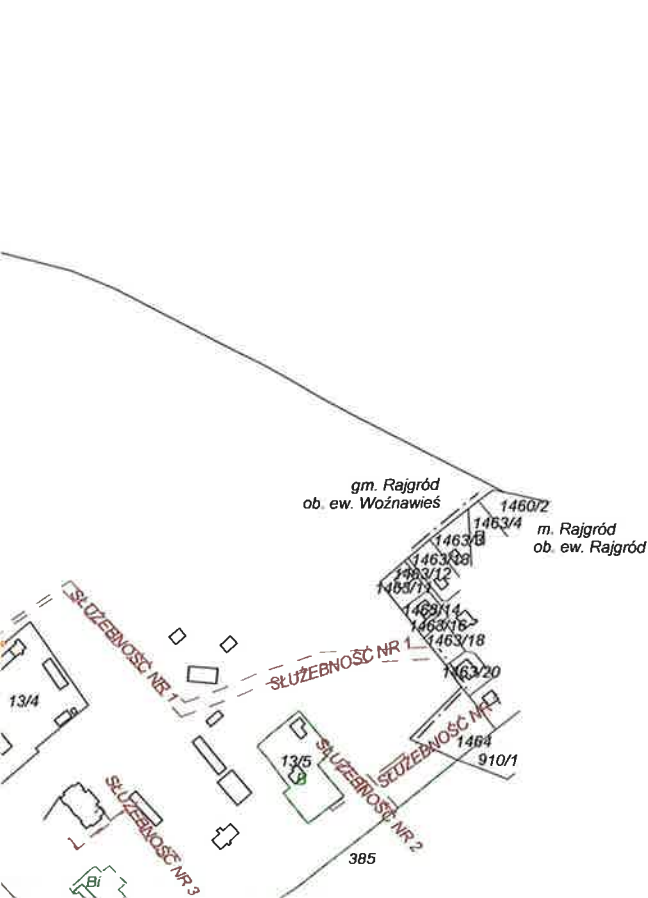 gm. Rajgród
ob. ew. Woźnawieś
1460/2
1463/4
m. Rajgród
ob. ew. Rajgród
1463/12
1463/11
1463/14
1463/16
1463/18
SŁUŻEBNOŚĆ NR 1
SŁUŻEBNOŚĆ NR 1
1463/20
13/4
SŁUŻEBNOŚĆ NR
1464
910/1
13/5
SŁUŻEBNOŚĆ NR 2
SŁUŻEBNOŚĆ NR 3
385
Bi